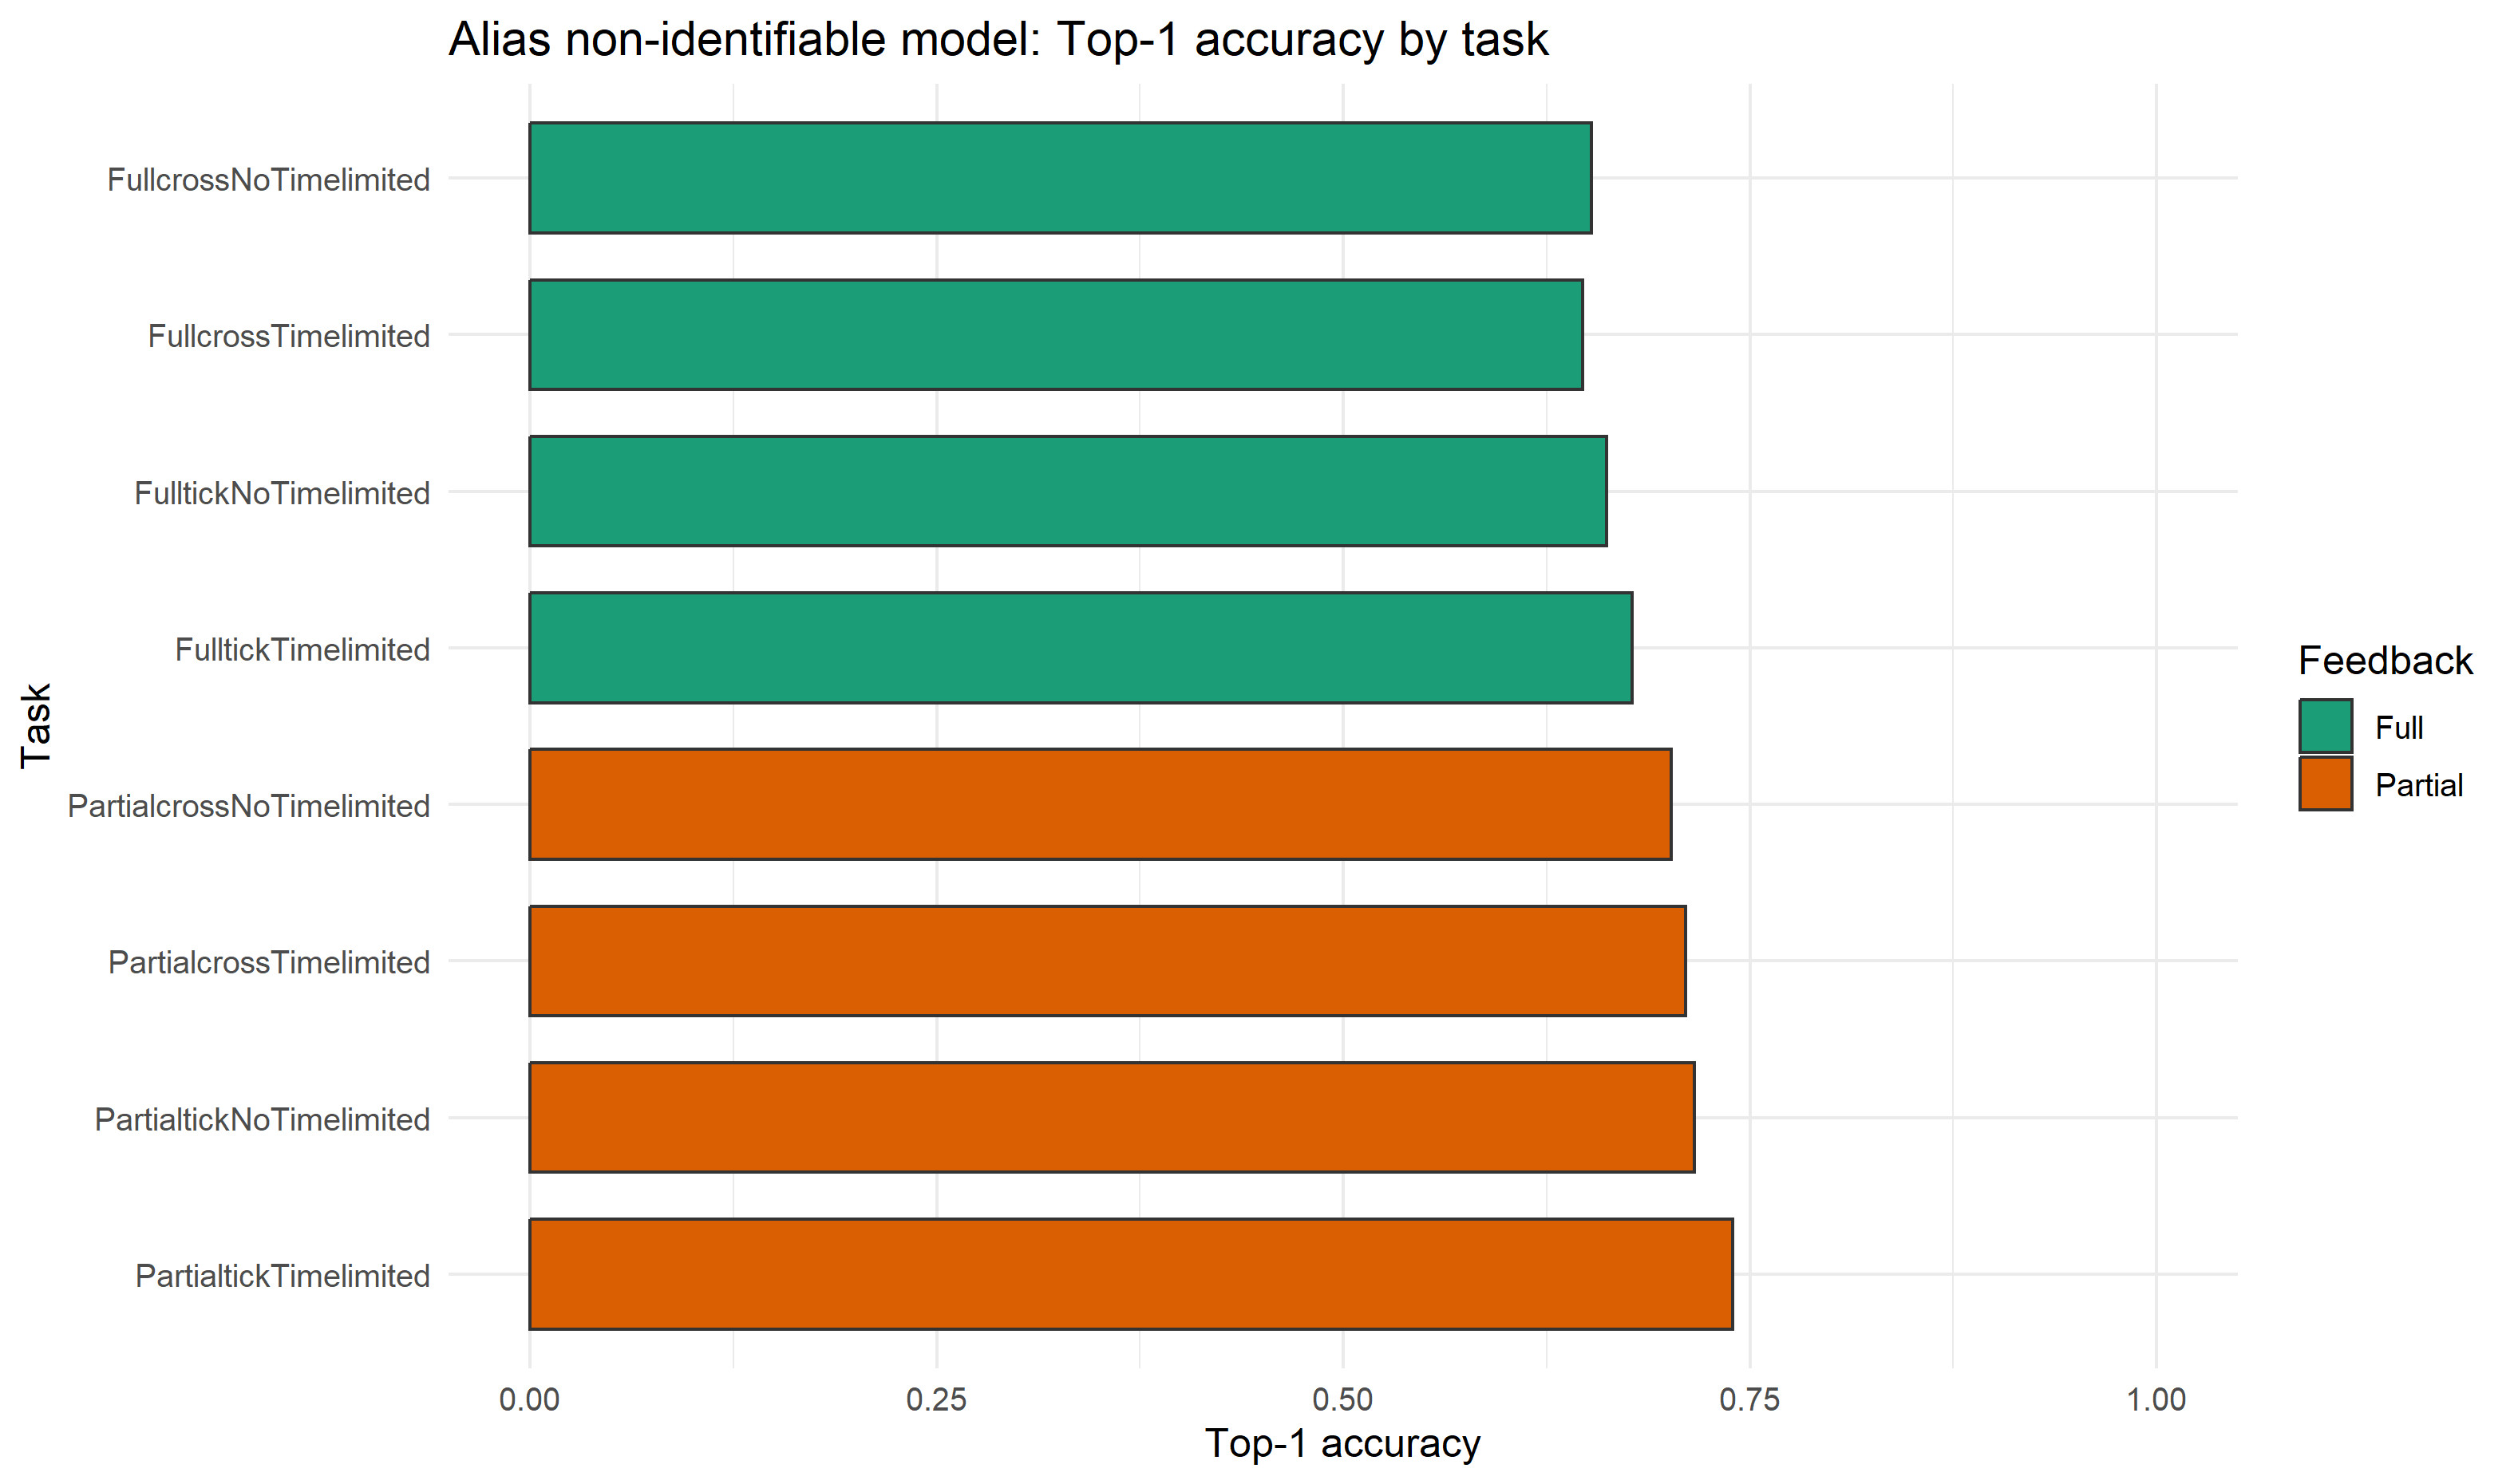 Alias non-identifiable model: Top-1 accuracy by task
Task
FullcrossNoTimelimited
FullcrossTimelimited
FulltickNoTimelimited
FulltickTimelimited
PartialcrossNoTimelimited
PartialcrossTimelimited
PartialtickNoTimelimited
PartialtickTimelimited
0.00 0.25 0.50 0.75 1.00
Top-1 accuracy
Feedback
Full
Partial